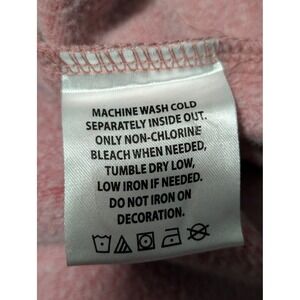 MACHINE WASH COLD
SEPARATELY INSIDE OUT.
ONLY NON-CHLORINE
BLEACH WHEN NEEDED,
TUMBLE DRY LOW,
LOW IRON IF NEEDED.
DO NOT IRON ON
DECORATION.